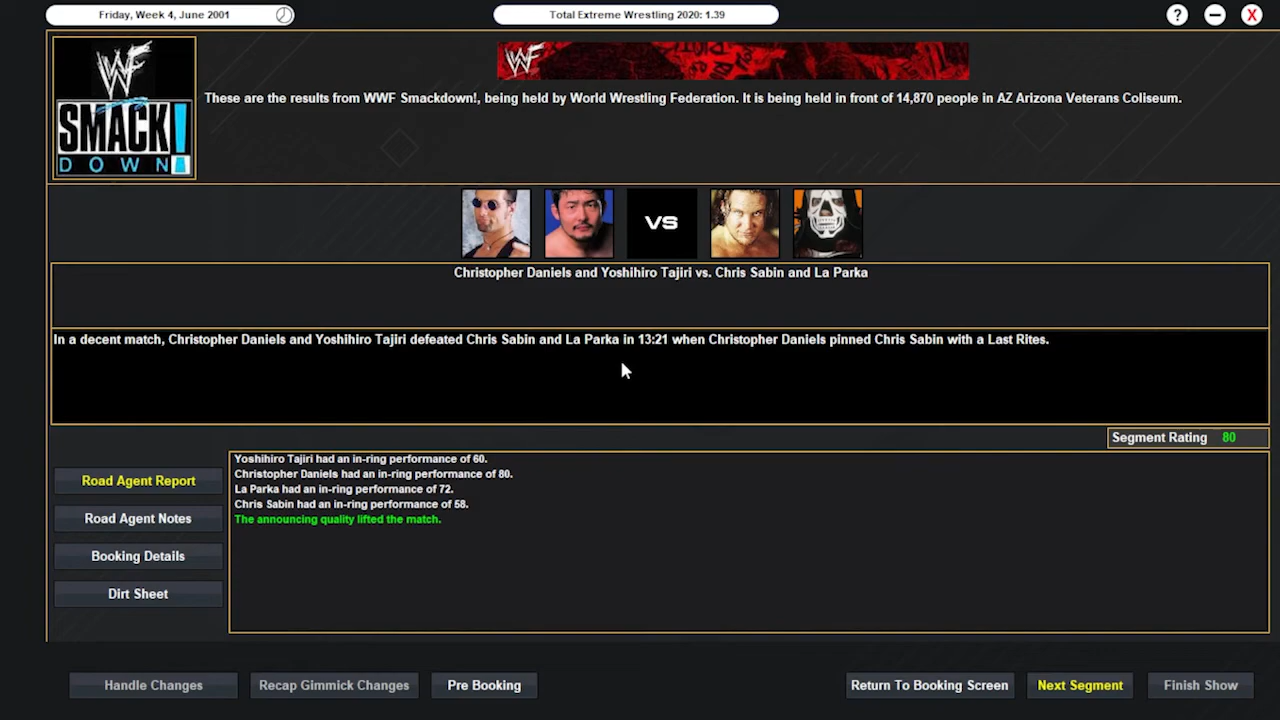 Friday, Week 4, June 2001
Total Extreme Wrestling 2020: 1.39
?
X
WF
SMACK!
DOWN
WF
These are the results from WWF Smackdown!, being held by World Wrestling Federation. It is being held in front of 14,870 people in AZ Arizona Veterans Coliseum.
VS
Christopher Daniels and Yoshihiro Tajiri vs. Chris Sabin and La Parka
In a decent match, Christopher Daniels and Yoshihiro Tajiri defeated Chris Sabin and La Parka in 13:21 when Christopher Daniels pinned Chris Sabin with a Last Rites.
Segment Rating 80
Road Agent Report
Road Agent Notes
Booking Details
Dirt Sheet
Yoshihiro Tajiri had an in-ring performance of 60.
Christopher Daniels had an in-ring performance of 80.
La Parka had an in-ring performance of 72.
Chris Sabin had an in-ring performance of 58.
The announcing quality lifted the match.
Handle Changes
Recap Gimmick Changes
Pre Booking
Return To Booking Screen
Next Segment
Finish Show